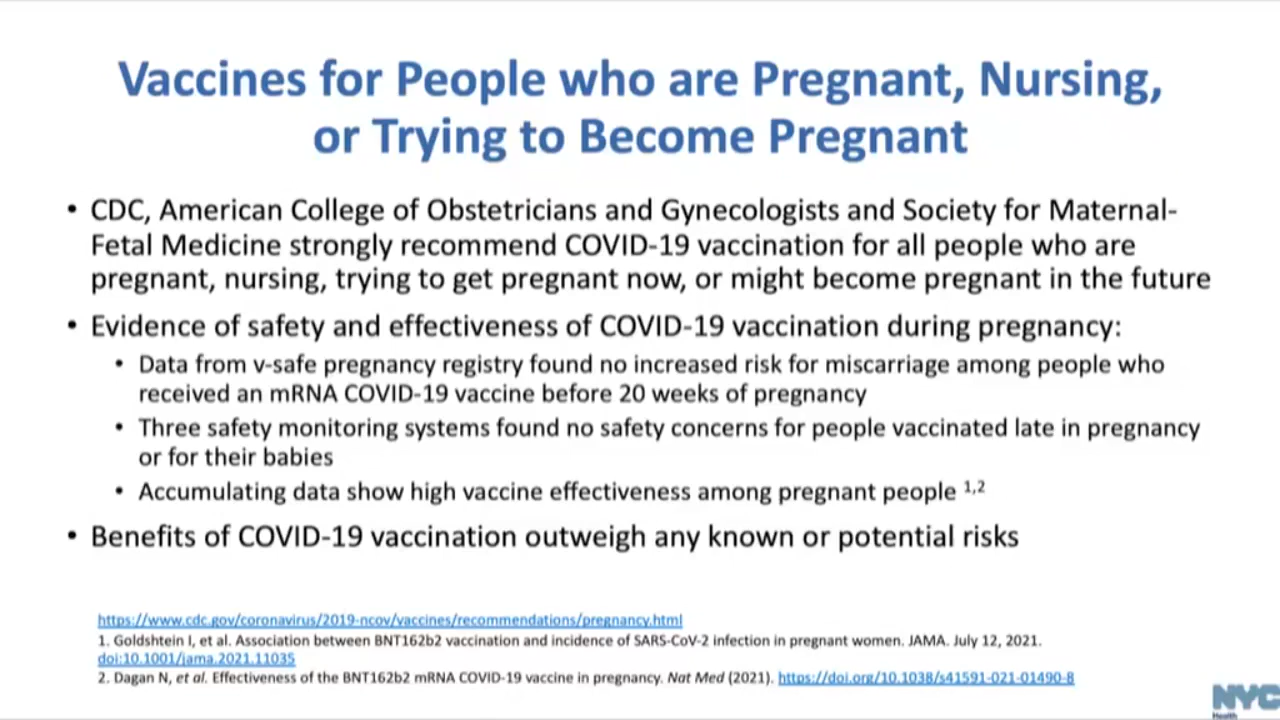 Vaccines for People who are Pregnant, Nursing,
or Trying to Become Pregnant
• CDC, American College of Obstetricians and Gynecologists and Society for Maternal-
Fetal Medicine strongly recommend COVID-19 vaccination for all people who are
pregnant, nursing, trying to get pregnant now, or might become pregnant in the future
• Evidence of safety and effectiveness of COVID-19 vaccination during pregnancy:
• Data from v-safe pregnancy registry found no increased risk for miscarriage among people who
received an mRNA COVID-19 vaccine before 20 weeks of pregnancy
• Three safety monitoring systems found no safety concerns for people vaccinated late in pregnancy
or for their babies
• Accumulating data show high vaccine effectiveness among pregnant people 1,2
• Benefits of COVID-19 vaccination outweigh any known or potential risks
https://www.cdc.gov/coronavirus/2019-ncov/vaccines/recommendations/pregnancy.html
1. Goldshtein I, et al. Association between BNT162b2 vaccination and incidence of SARS-CoV-2 infection in pregnant women. JAMA. July 12, 2021.
doi:10.1001/jama.2021.11035
2. Dagan N, et al. Effectiveness of the BNT162b2 mRNA COVID-19 vaccine in pregnancy. Nat Med (2021). https://doi.org/10.1038/s41591-021-01490-8
NYC
Health